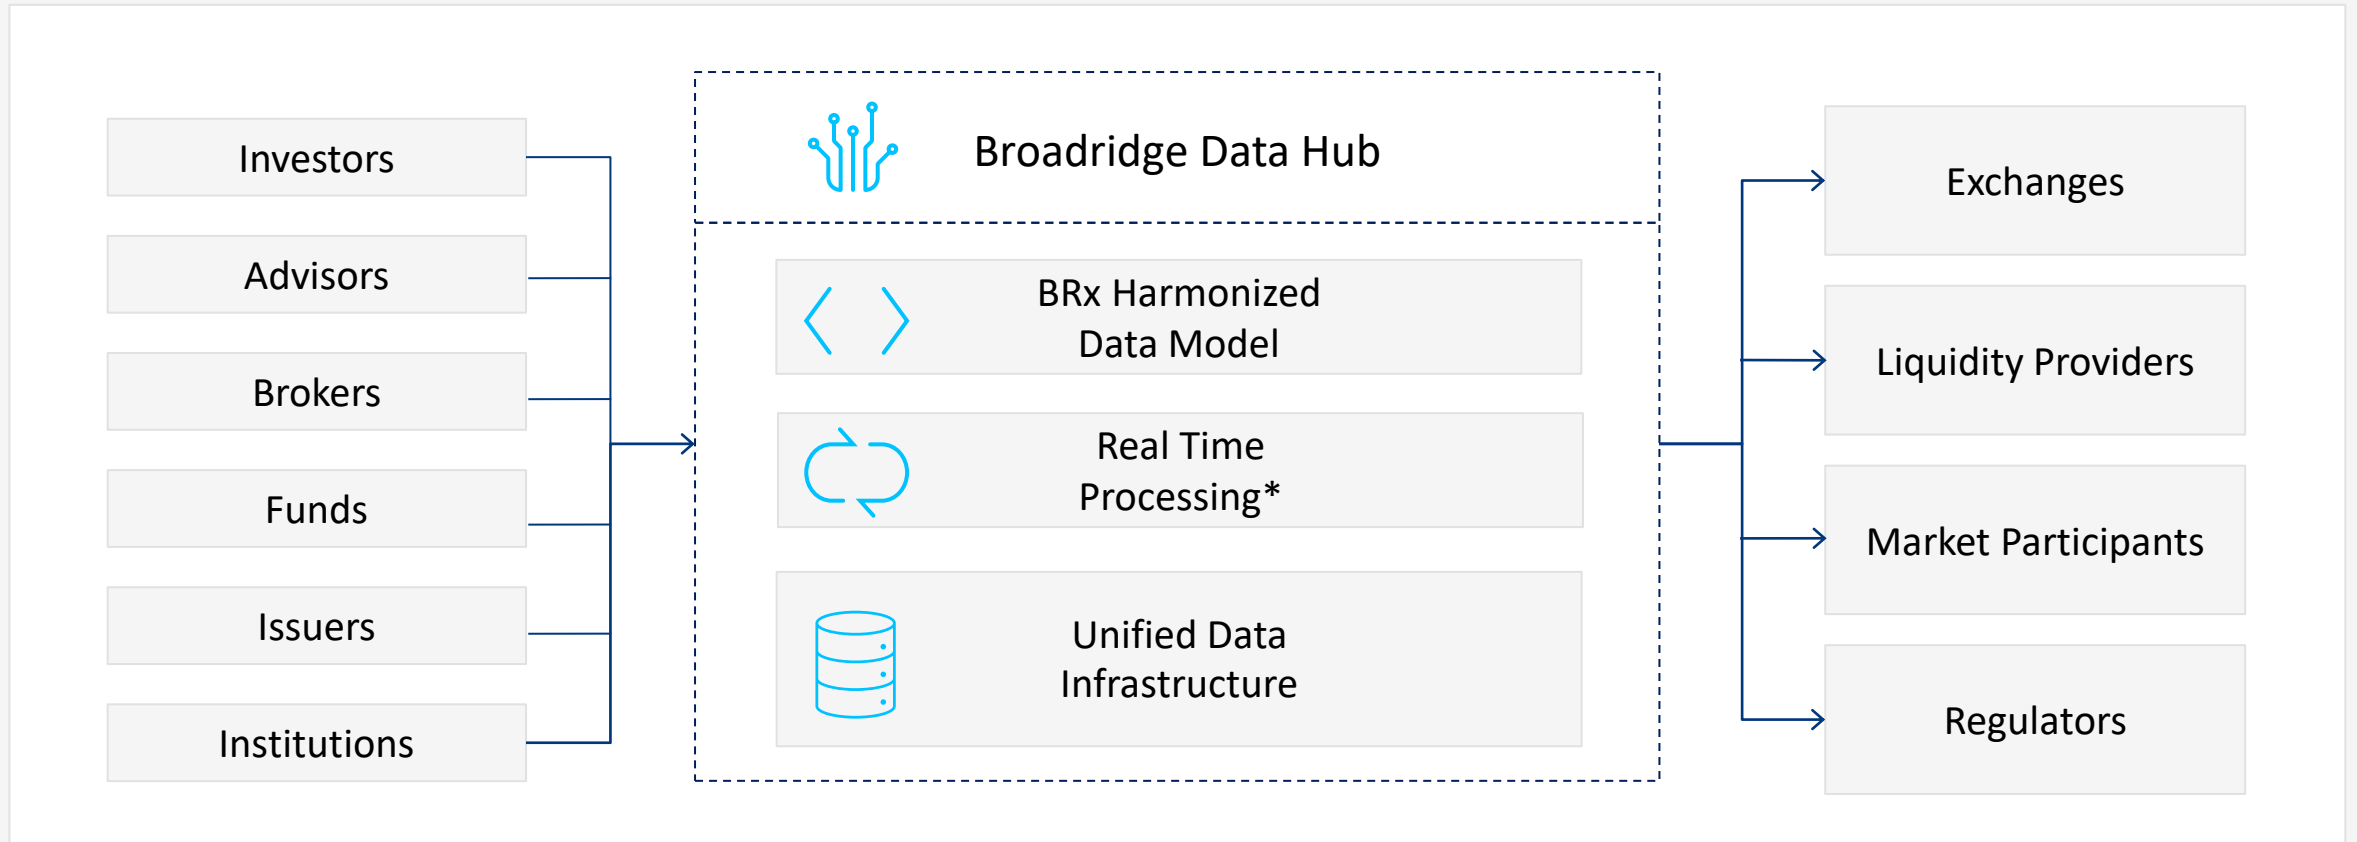 Investors
Advisors
Brokers
Funds
Issuers
Institutions
Broadridge Data Hub
BRx Harmonized
Data Model
Real Time
Processing*
Unified Data
Infrastructure
Exchanges
Liquidity Providers
Market Participants
Regulators